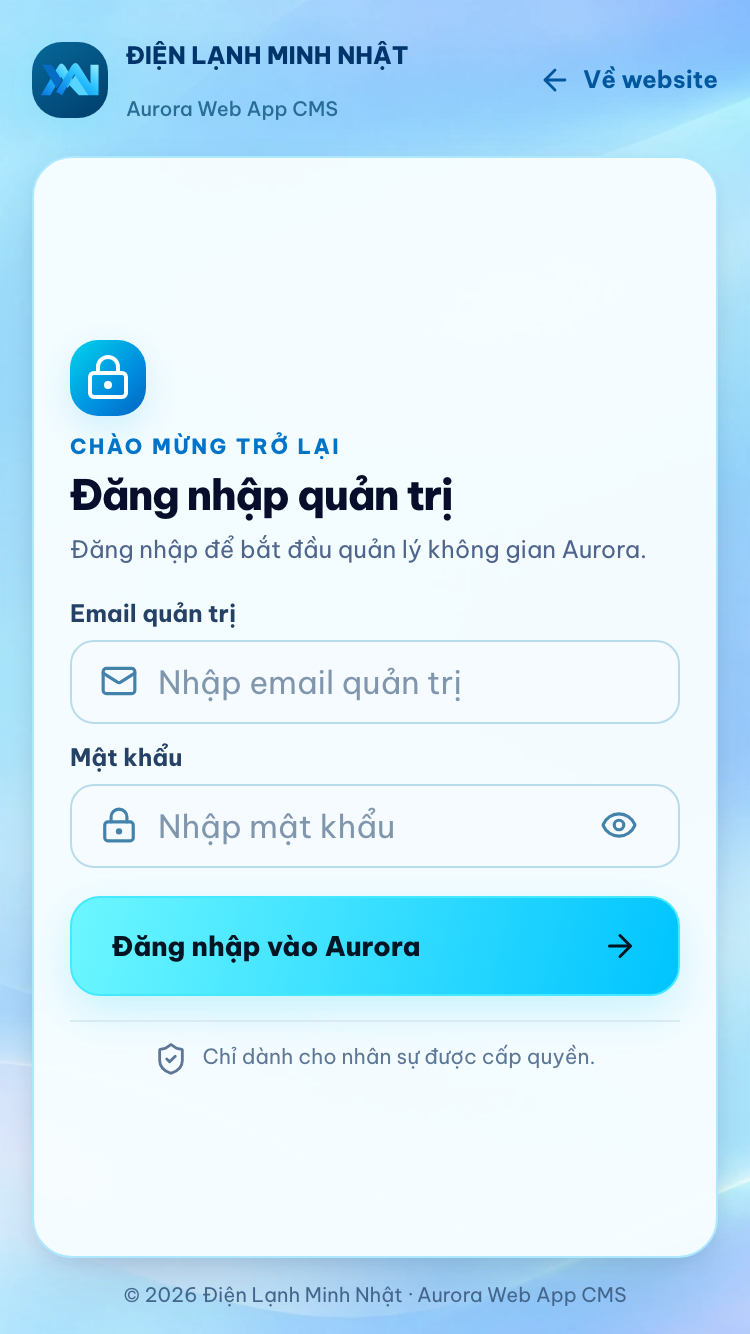 ĐIỆN LẠNH MINH NHẬT
Aurora Web App CMS
Về website
CHÀO MỪNG TRỞ LẠI
Đăng nhập quản trị
Đăng nhập để bắt đầu quản lý không gian Aurora.
Email quản trị
Nhập email quản trị
Mật khẩu
Nhập mật khẩu
Đăng nhập vào Aurora
Chỉ dành cho nhân sự được cấp quyền.
© 2026 Điện Lạnh Minh Nhật · Aurora Web App CMS